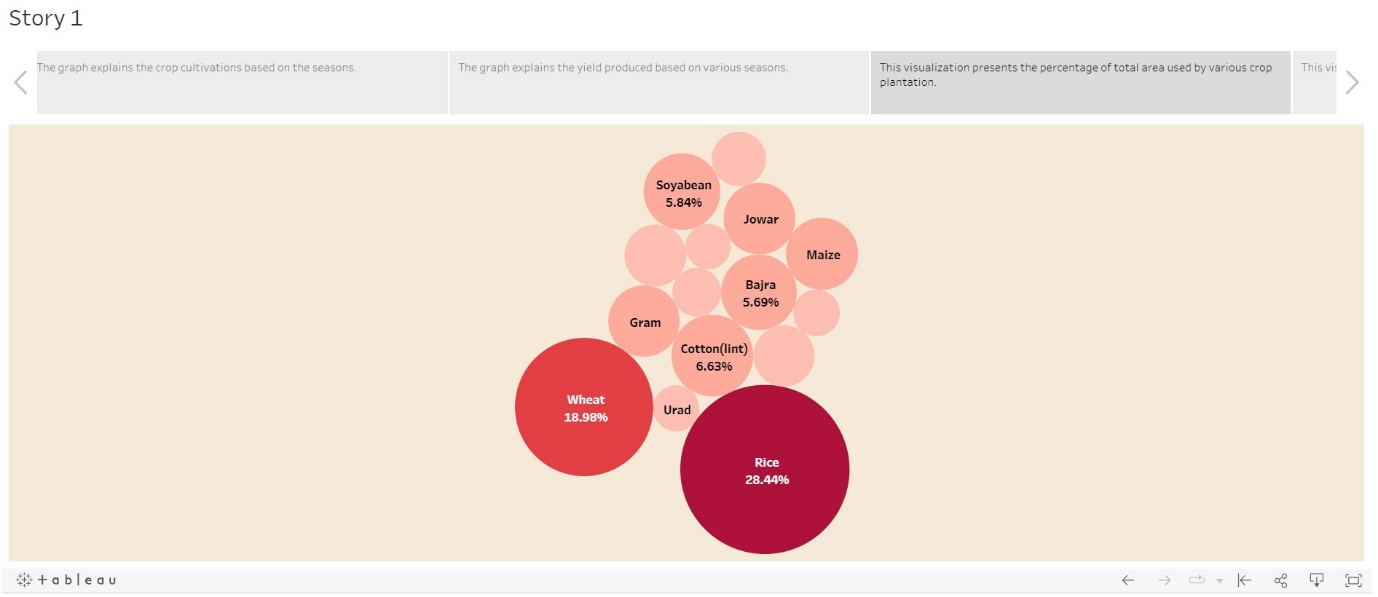 Story 1
The graph explains the crop cultivations based on the seasons.
The graph explains the yield produced based on various seasons.
This visualization presents the percentage of total area used by various crop
plantation.
This
Soyabean
5.84%
Jowar
Maize
Bajra
5.69%
Gram
Cotton(lint)
6.63%
Wheat
18.98%
Urad
Rice
28.44%
+ a b l e a u